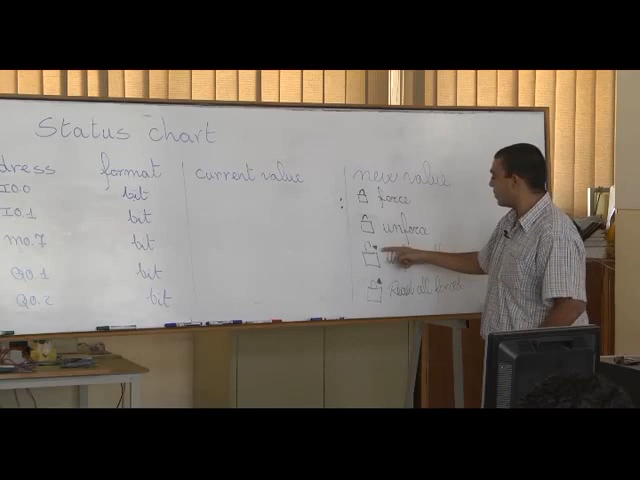 Status chart
dress format current value new value
I0.0 bit force
I0.1 bit unforce
M0.7 bit
Q0.1 bit Read all forced
Q0.2 bit